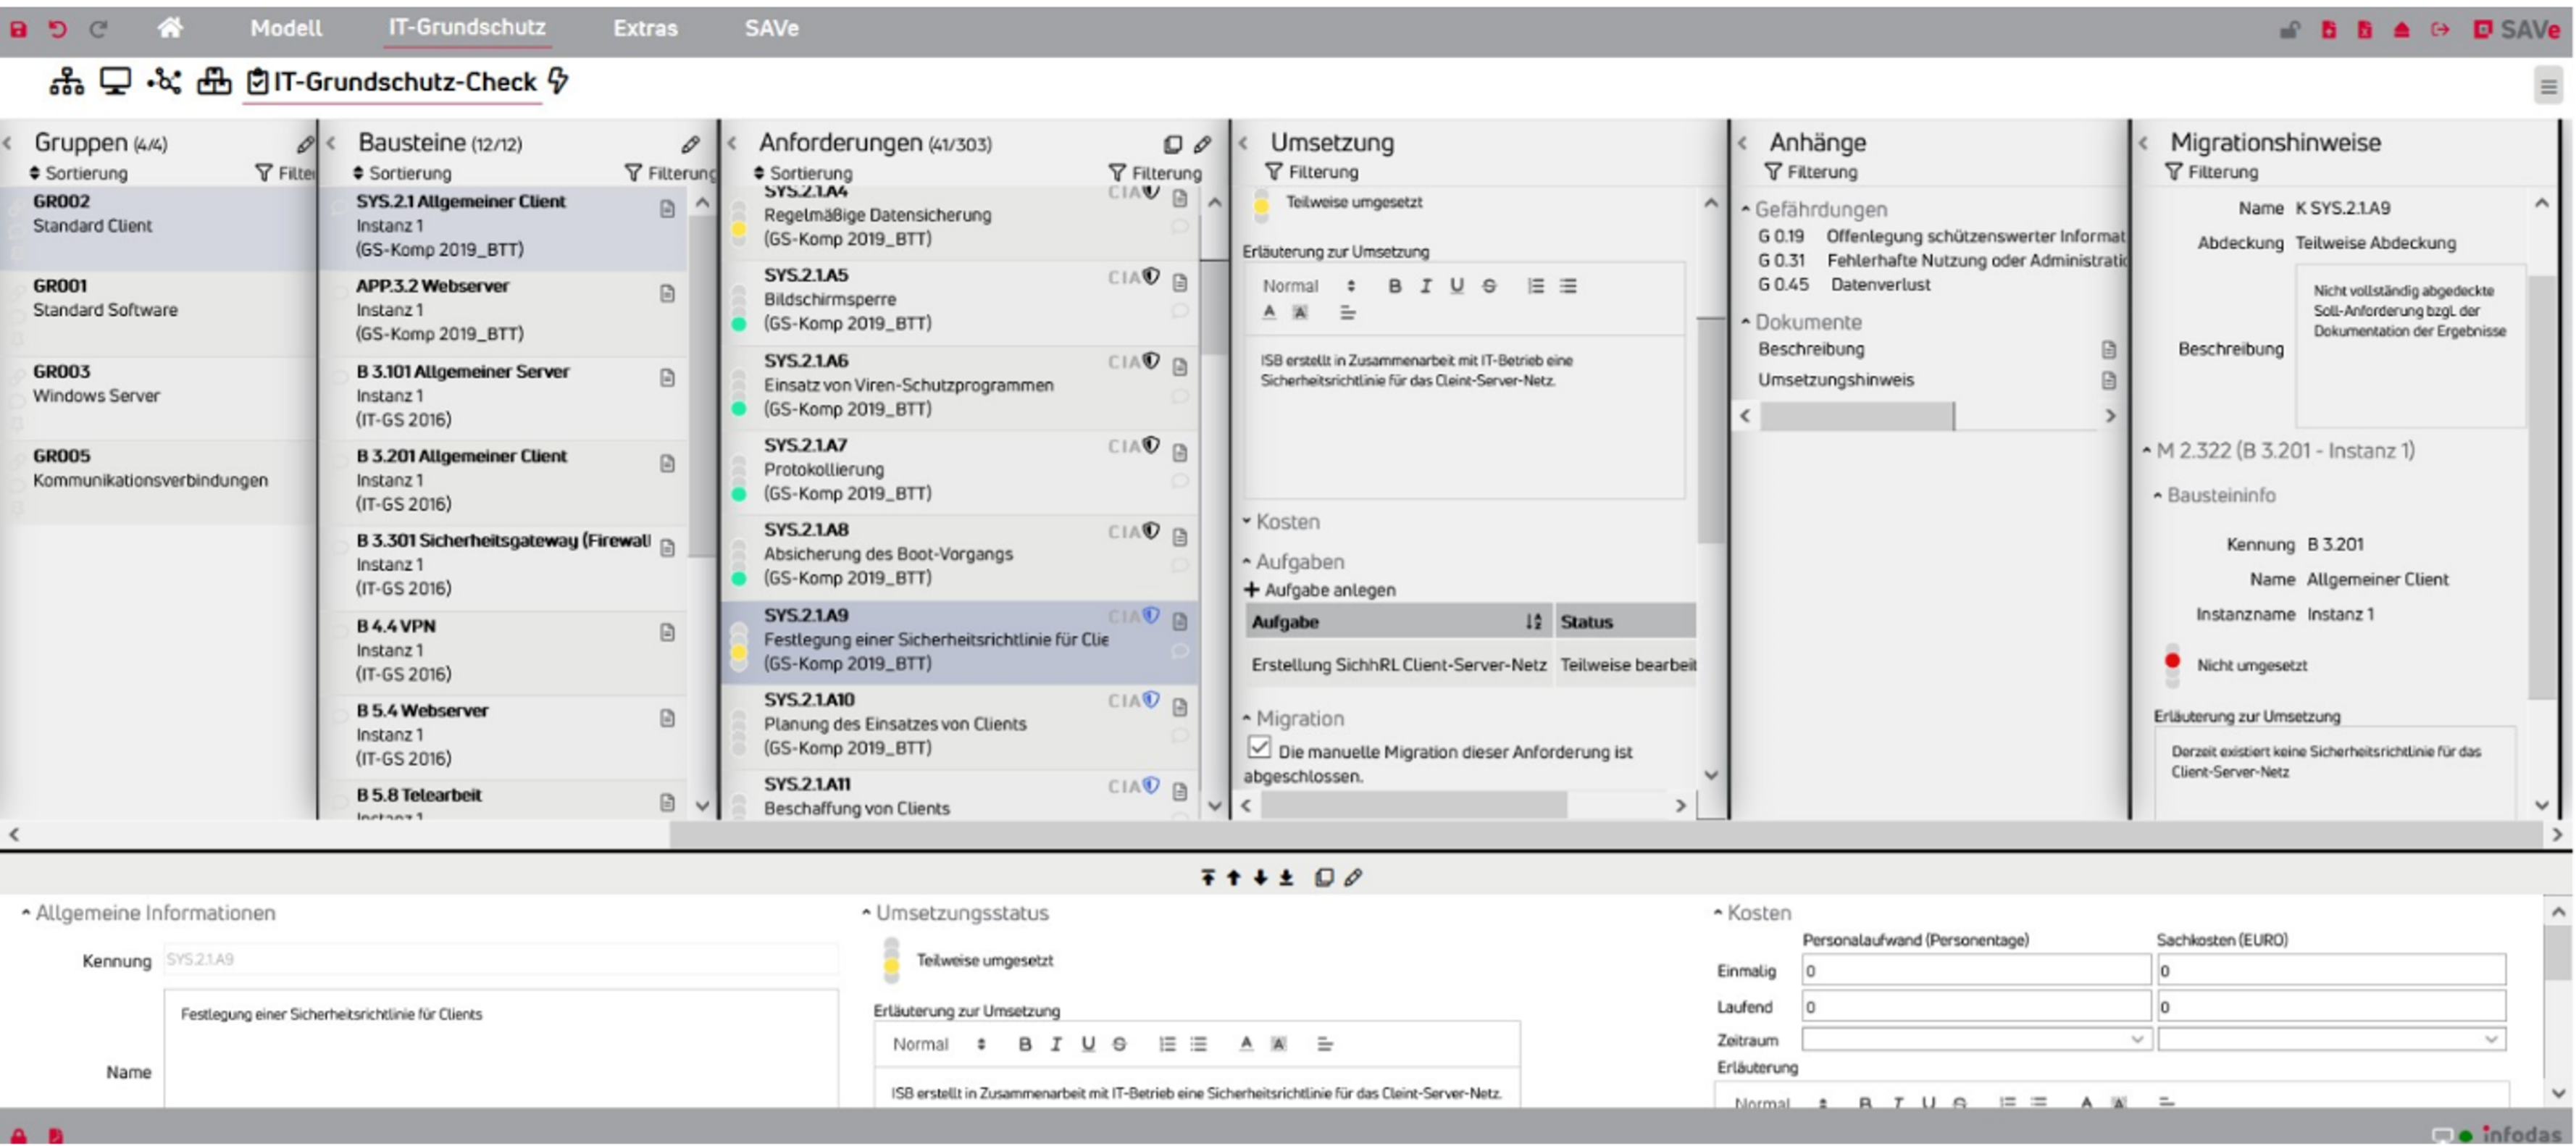 Modell IT-Grundschutz Extras SAVe
SAVe
IT-Grundschutz-Check
Gruppen (4/4)
Sortierung Filter
GR002
Standard Client
GR001
Standard Software
GR003
Windows Server
GR005
Kommunikationsverbindungen
Bausteine (12/12)
Sortierung Filterung
SYS.2.1 Allgemeiner Client
Instanz 1
(GS-Komp 2019_BTT)
APP.3.2 Webserver
Instanz 1
(GS-Komp 2019_BTT)
B 3.101 Allgemeiner Server
Instanz 1
(IT-GS 2016)
B 3.201 Allgemeiner Client
Instanz 1
(IT-GS 2016)
B 3.301 Sicherheitsgateway (Firewall
Instanz 1
(IT-GS 2016)
B 4.4 VPN
Instanz 1
(IT-GS 2016)
B 5.4 Webserver
Instanz 1
(IT-GS 2016)
B 5.8 Telearbeit
Instanz 1
Anforderungen (41/303)
Sortierung Filterung
SYS.2.1.A4 CIA
Regelmäßige Datensicherung
(GS-Komp 2019_BTT)
SYS.2.1.A5 CIA
Bildschirmsperre
(GS-Komp 2019_BTT)
SYS.2.1.A6 CIA
Einsatz von Viren-Schutzprogrammen
(GS-Komp 2019_BTT)
SYS.2.1.A7 CIA
Protokollierung
(GS-Komp 2019_BTT)
SYS.2.1.A8 CIA
Absicherung des Boot-Vorgangs
(GS-Komp 2019_BTT)
SYS.2.1.A9 CIA
Festlegung einer Sicherheitsrichtlinie für Clie
(GS-Komp 2019_BTT)
SYS.2.1.A10 CIA
Planung des Einsatzes von Clients
(GS-Komp 2019_BTT)
SYS.2.1.A11 CIA
Beschaffung von Clients
Umsetzung
Filterung
Teilweise umgesetzt
Erläuterung zur Umsetzung
Normal B I U S
A A
ISB erstellt in Zusammenarbeit mit IT-Betrieb eine
Sicherheitsrichtlinie für das Cleint-Server-Netz.
Kosten
Aufgaben
+ Aufgabe anlegen
Aufgabe Status
Erstellung SichhRL Client-Server-Netz Teilweise bearbeit
Migration
Die manuelle Migration dieser Anforderung ist
abgeschlossen.
Anhänge
Filterung
Gefährdungen
G 0.19 Offenlegung schützenswerter Informat
G 0.31 Fehlerhafte Nutzung oder Administratio
G 0.45 Datenverlust
Dokumente
Beschreibung
Umsetzungshinweis
Migrationshinweise
Filterung
Name K SYS.2.1.A9
Abdeckung Teilweise Abdeckung
Nicht vollständig abgedeckte
Soll-Anforderung bzgl. der
Dokumentation der Ergebnisse
Beschreibung
M 2.322 (B 3.201 - Instanz 1)
Bausteininfo
Kennung B 3.201
Name Allgemeiner Client
Instanzname Instanz 1
Nicht umgesetzt
Erläuterung zur Umsetzung
Derzeit existiert keine Sicherheitsrichtlinie für das
Client-Server-Netz
Allgemeine Informationen
Kennung SYS.2.1.A9
Festlegung einer Sicherheitsrichtlinie für Clients
Name
Umsetzungsstatus
Teilweise umgesetzt
Erläuterung zur Umsetzung
Normal B I U S A A
ISB erstellt in Zusammenarbeit mit IT-Betrieb eine Sicherheitsrichtlinie für das Cleint-Server-Netz.
Kosten
Personalaufwand (Personentage) Sachkosten (EURO)
Einmalig 0 0
Laufend 0 0
Zeitraum
Erläuterung
Normal B I U S A A
infodas